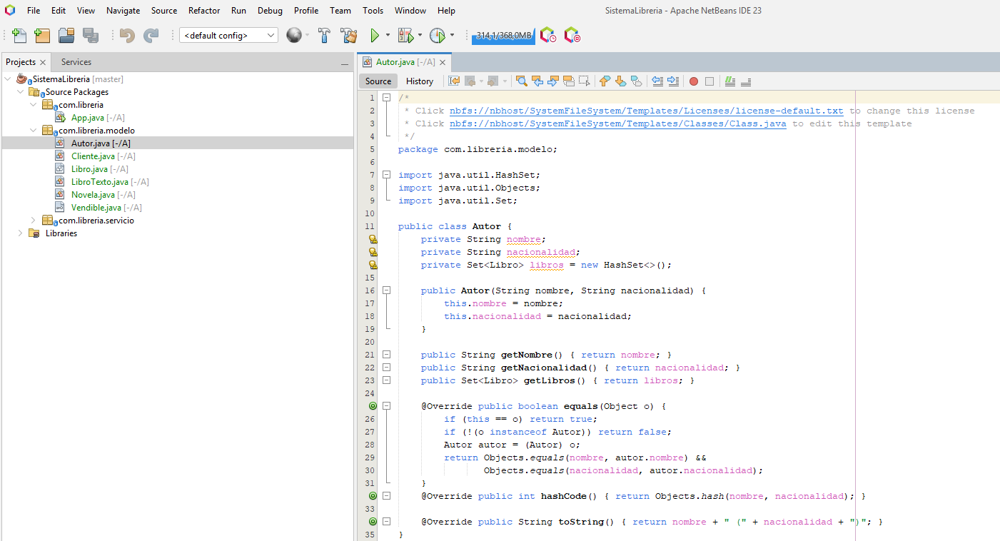 File Edit View Navigate Source Refactor Run Debug Profile Team Tools Window Help
SistemaLibreria - Apache NetBeans IDE 23
<default config>
314,1/368,0MB
Projects
Services
SistemaLibreria [master]
Source Packages
com.libreria
App.java [-/A]
com.libreria.modelo
Autor.java [-/A]
Cliente.java [-/A]
Libro.java [-/A]
LibroTexto.java [-/A]
Novela.java [-/A]
Vendible.java [-/A]
com.libreria.servicio
Libraries
Autor.java [-/A]
Source History
1 /*
2 * Click nbfs://nbhost/SystemFileSystem/Templates/Licenses/license-default.txt to change this license
3 * Click nbfs://nbhost/SystemFileSystem/Templates/Classes/Class.java to edit this template
4 */
5 package com.libreria.modelo;
6
7 import java.util.HashSet;
8 import java.util.Objects;
9 import java.util.Set;
10
11 public class Autor {
private String nombre;
private String nacionalidad;
private Set<Libro> libros = new HashSet<>();
15
16 public Autor(String nombre, String nacionalidad) {
17 this.nombre = nombre;
18 this.nacionalidad = nacionalidad;
19 }
20
21 public String getNombre() { return nombre; }
22 public String getNacionalidad() { return nacionalidad; }
23 public Set<Libro> getLibros() { return libros; }
24
@Override public boolean equals(Object o) {
26 if (this == o) return true;
27 if (!(o instanceof Autor)) return false;
28 Autor autor = (Autor) o;
29 return Objects.equals(nombre, autor.nombre) &&
30 Objects.equals(nacionalidad, autor.nacionalidad);
31 }
@Override public int hashCode() { return Objects.hash(nombre, nacionalidad); }
33
@Override public String toString() { return nombre + " (" + nacionalidad + ")"; }
35 }